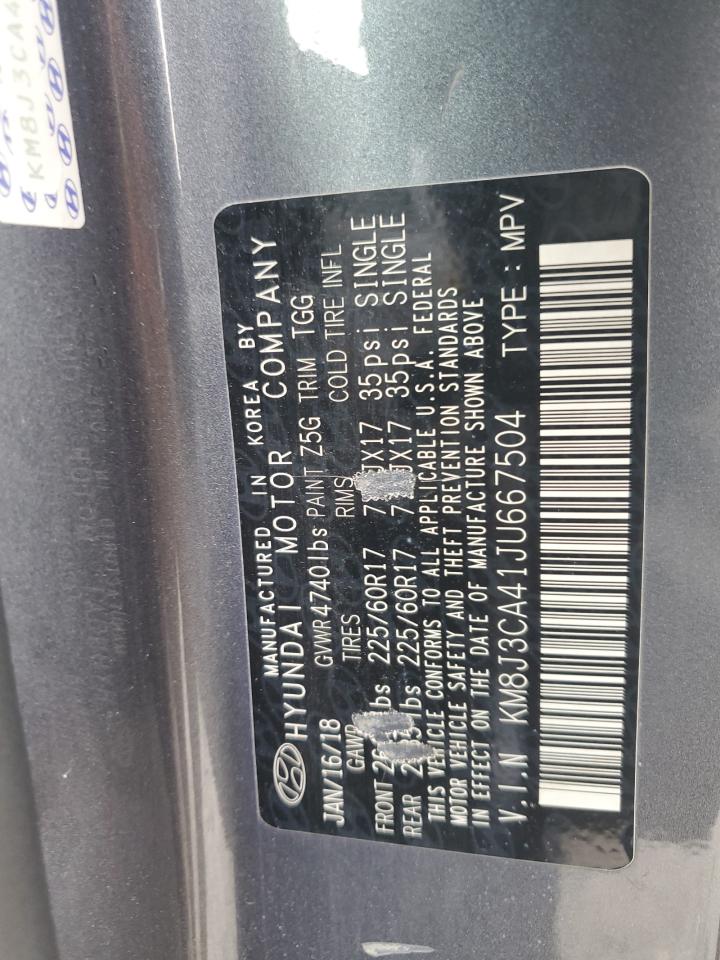 MANUFACTURED IN KOREA BY
HYUNDAI MOTOR COMPANY
JAN/16/18 GVWR 4740lbs PAINT Z5G TRIM TGG
TIRES RIMS COLD TIRE INFL
FRONT 225/60R17 35psi SINGLE
REAR 225/60R17 35psi SINGLE
THIS VEHICLE CONFORMS TO ALL APPLICABLE U.S.A. FEDERAL
MOTOR VEHICLE SAFETY AND THEFT PREVENTION STANDARDS
IN EFFECT ON THE DATE OF MANUFACTURE SHOWN ABOVE
V.I.N KM8J3CA41JU667504 TYPE : MPV
KM8J3CA4